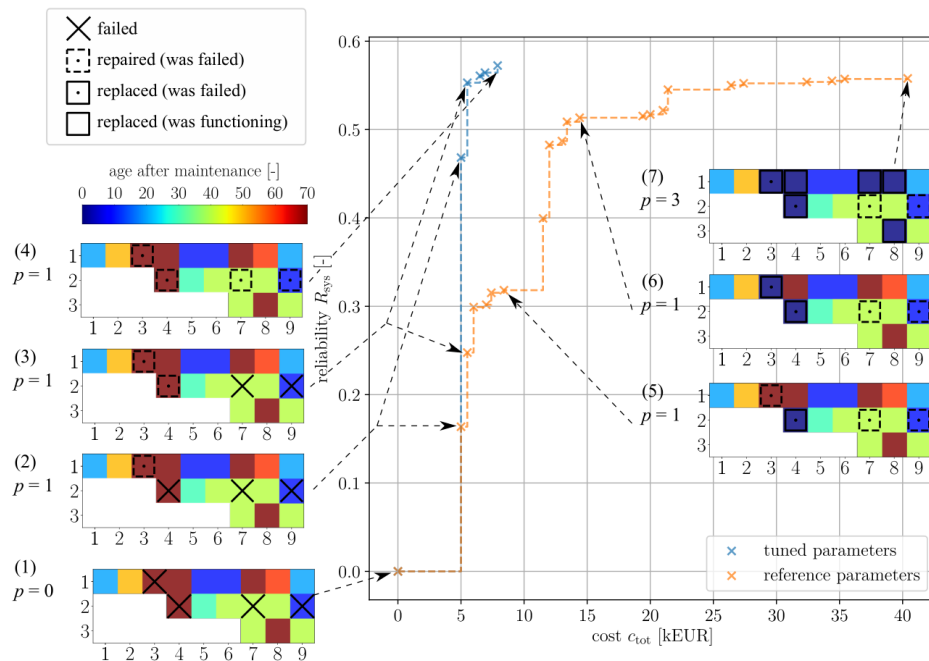 failed
repaired (was failed)
replaced (was failed)
replaced (was functioning)
age after maintenance [-]
0 10 20 30 40 50 60 70
(4)
p = 1
1
2
3
1 2 3 4 5 6 7 8 9
(3)
p = 1
1
2
3
1 2 3 4 5 6 7 8 9
(2)
p = 1
1
2
3
1 2 3 4 5 6 7 8 9
(1)
p = 0
1
2
3
1 2 3 4 5 6 7 8 9
reliability R_sys [-]
0.6
0.5
0.4
0.3
0.2
0.1
0.0
0 5 10 15 20 25 30 35 40
cost c_tot [kEUR]
(7)
p = 3
1
2
3
1 2 3 4 5 6 7 8 9
(6)
p = 1
1
2
3
1 2 3 4 5 6 7 8 9
(5)
p = 1
1
2
3
1 2 3 4 5 6 7 8 9
tuned parameters
reference parameters